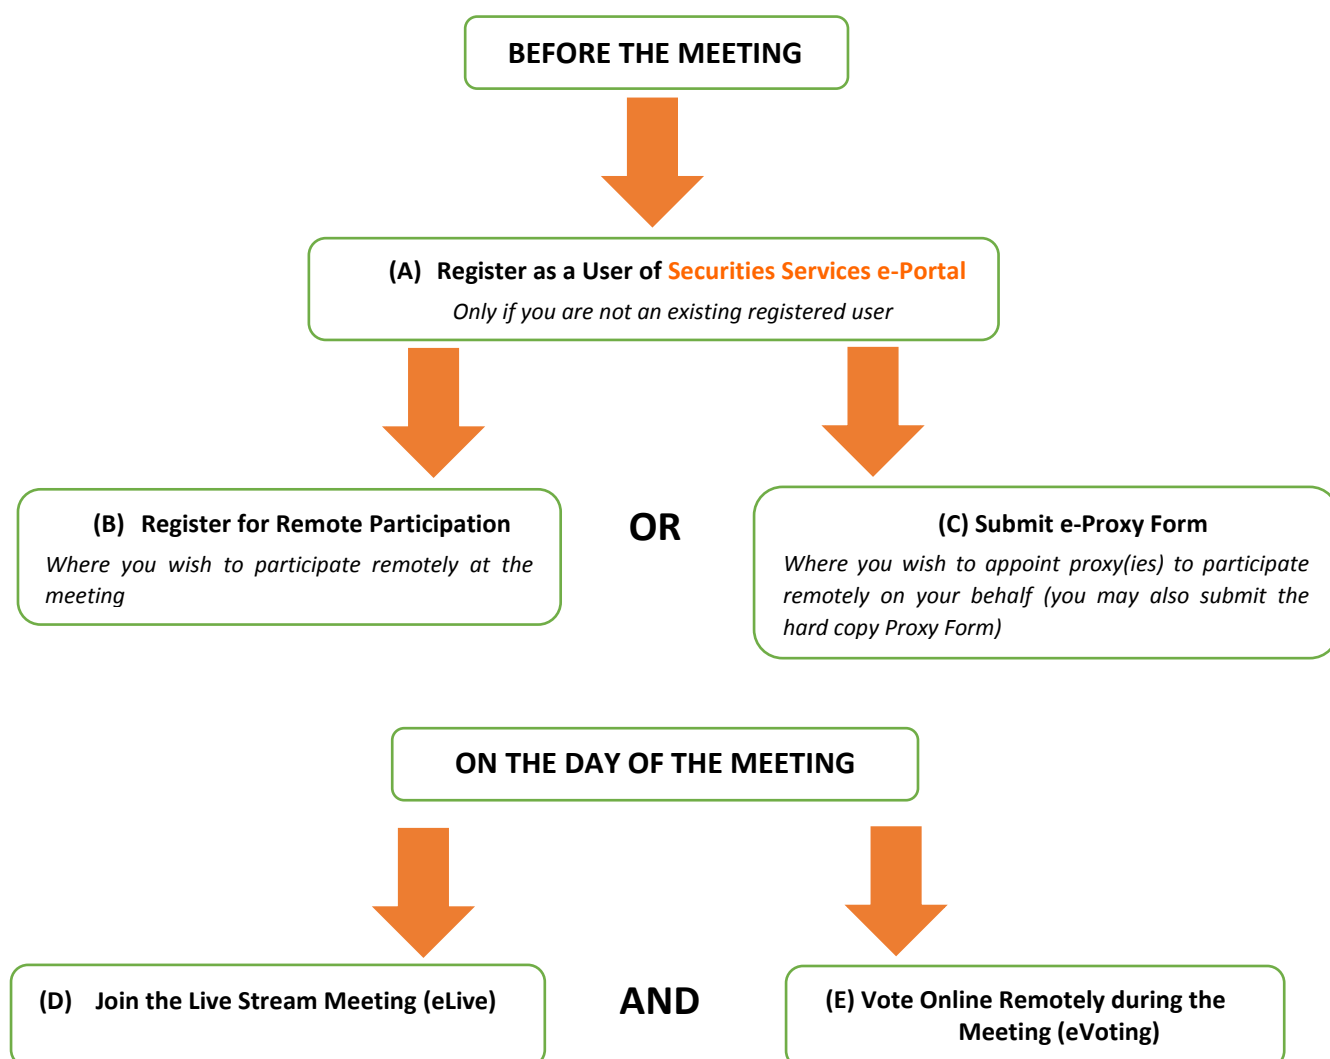 BEFORE THE MEETING
(A) Register as a User of Securities Services e-Portal
Only if you are not an existing registered user
(B) Register for Remote Participation
Where you wish to participate remotely at the
meeting
OR
(C) Submit e-Proxy Form
Where you wish to appoint proxy(ies) to participate
remotely on your behalf (you may also submit the
hard copy Proxy Form)
ON THE DAY OF THE MEETING
(D) Join the Live Stream Meeting (eLive)
AND
(E) Vote Online Remotely during the
Meeting (eVoting)